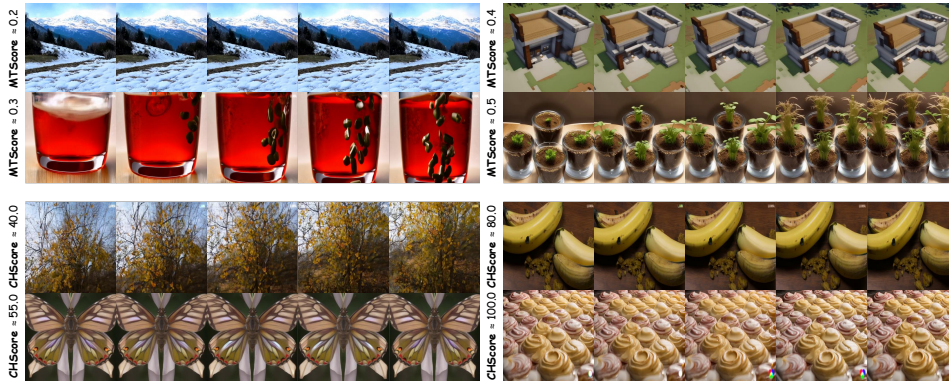 MTScore ≈ 0.2
MTScore ≈ 0.3
MTScore ≈ 0.4
MTScore ≈ 0.5
CHScore ≈ 40.0
CHScore ≈ 55.0
CHScore ≈ 80.0
CHScore ≈ 100.0